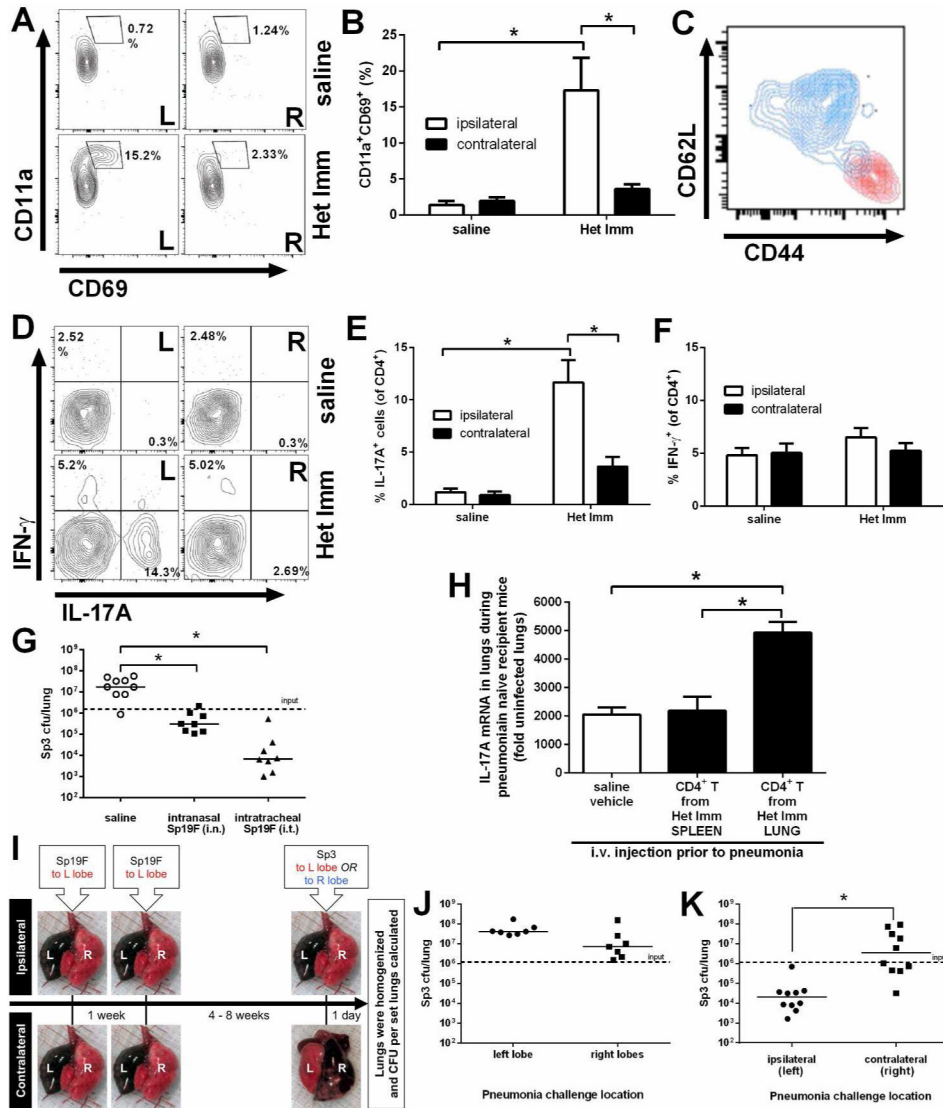 A
0.72
%
1.24%
L
R
saline
15.2%
2.33%
L
R
Het Imm
CD11a
CD69
B
CD11a+CD69+ (%)
25
20
15
10
5
0
ipsilateral
contralateral
*
*
saline
Het Imm
C
CD62L
CD44
D
2.52
%
L
2.48%
R
0.3%
0.3%
saline
5.2%
L
5.02%
R
14.3%
2.69%
Het Imm
IFN-γ
IL-17A
E
% IL-17A+ cells (of CD4+)
15
10
5
0
ipsilateral
contralateral
*
*
saline
Het Imm
F
% IFN-γ+ (of CD4+)
15
10
5
0
ipsilateral
contralateral
saline
Het Imm
G
Sp3 cfu/lung
10^9
10^8
10^7
10^6
10^5
10^4
10^3
10^2
*
*
input
saline
intranasal
Sp19F (i.n.)
intratracheal
Sp19F (i.t.)
H
IL-17A mRNA in lungs during
pneumoniain naive recipient mice
(fold uninfected lungs)
6000
5000
4000
3000
2000
1000
0
*
*
saline
vehicle
CD4+ T
from
Het Imm
SPLEEN
CD4+ T
from
Het Imm
LUNG
i.v. injection prior to pneumonia
I
Sp19F
to L lobe
Sp19F
to L lobe
Sp3
to L lobe OR
to R lobe
Ipsilateral
L R
L R
L R
1 week
4 - 8 weeks
1 day
Contralateral
L R
L R
L R
Lungs were homogenized
and CFU per set lungs calculated
J
Sp3 cfu/lung
10^9
10^8
10^7
10^6
10^5
10^4
10^3
10^2
input
left lobe
right lobes
Pneumonia challenge location
K
Sp3 cfu/lung
10^9
10^8
10^7
10^6
10^5
10^4
10^3
10^2
*
input
ipsilateral
(left)
contralateral
(right)
Pneumonia challenge location